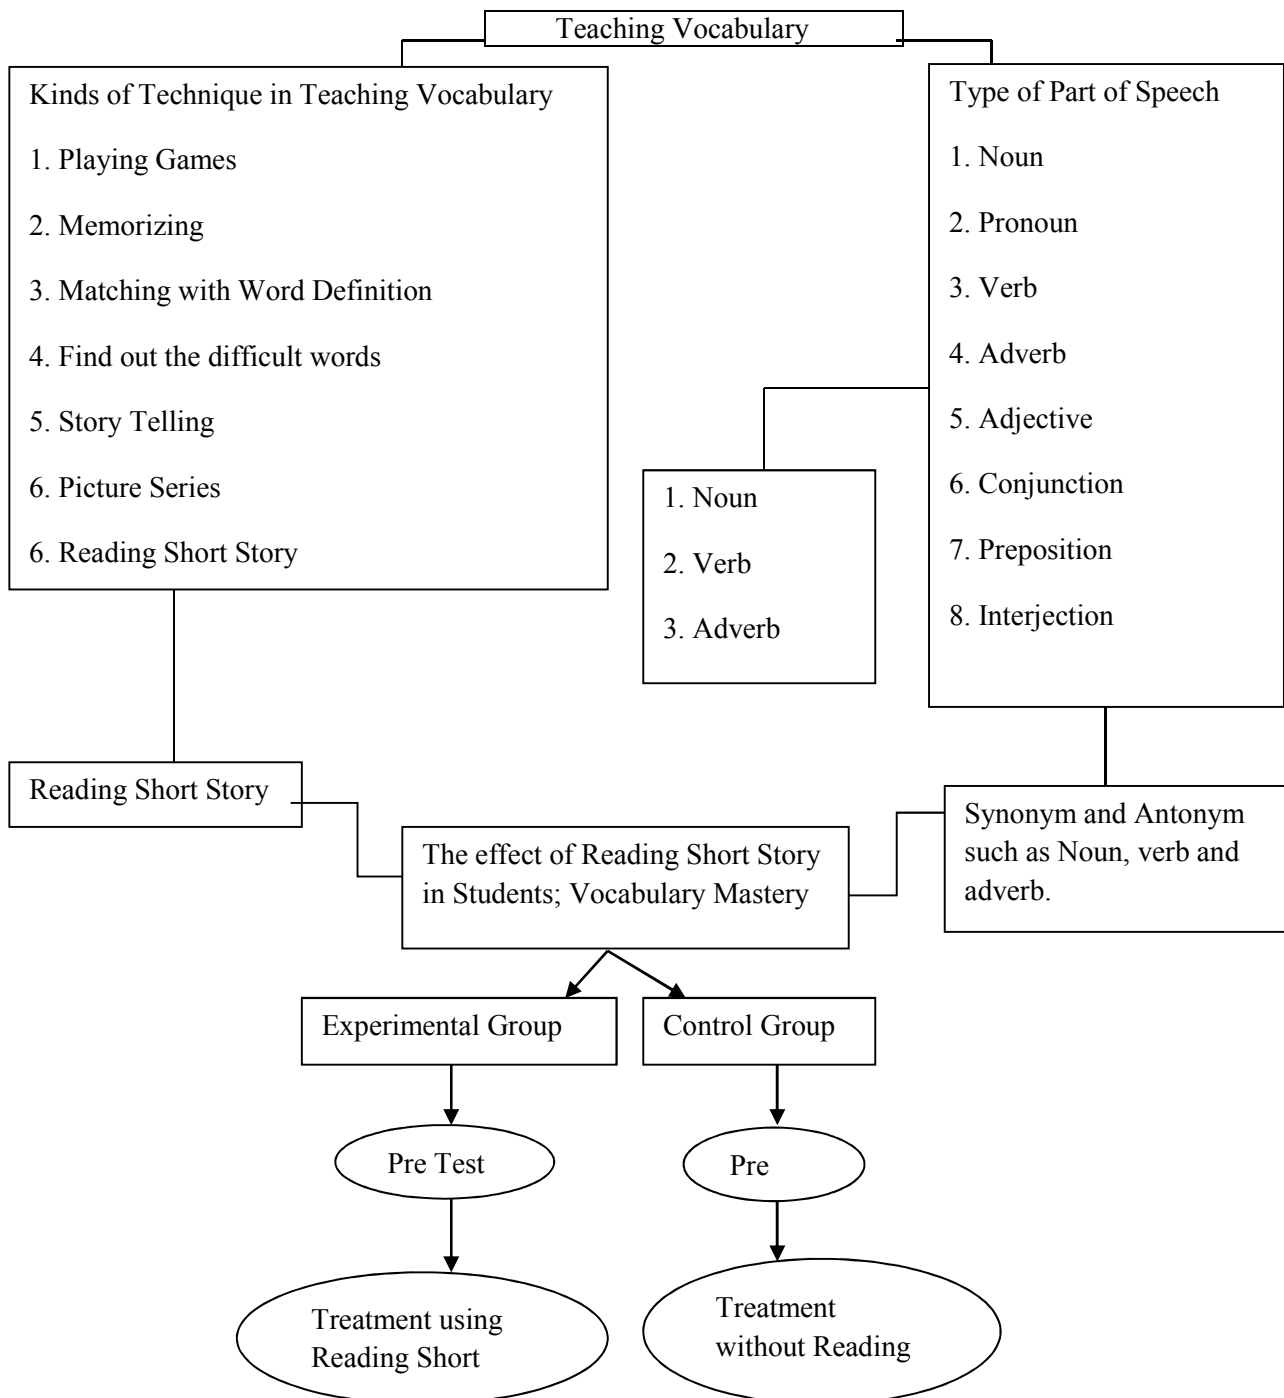 Teaching Vocabulary
Kinds of Technique in Teaching Vocabulary
1. Playing Games
2. Memorizing
3. Matching with Word Definition
4. Find out the difficult words
5. Story Telling
6. Picture Series
6. Reading Short Story
Type of Part of Speech
1. Noun
2. Pronoun
3. Verb
4. Adverb
5. Adjective
6. Conjunction
7. Preposition
8. Interjection
1. Noun
2. Verb
3. Adverb
Reading Short Story
The effect of Reading Short Story
in Students; Vocabulary Mastery
Synonym and Antonym
such as Noun, verb and
adverb.
Experimental Group
Control Group
Pre Test
Pre
Treatment using
Reading Short
Treatment
without Reading